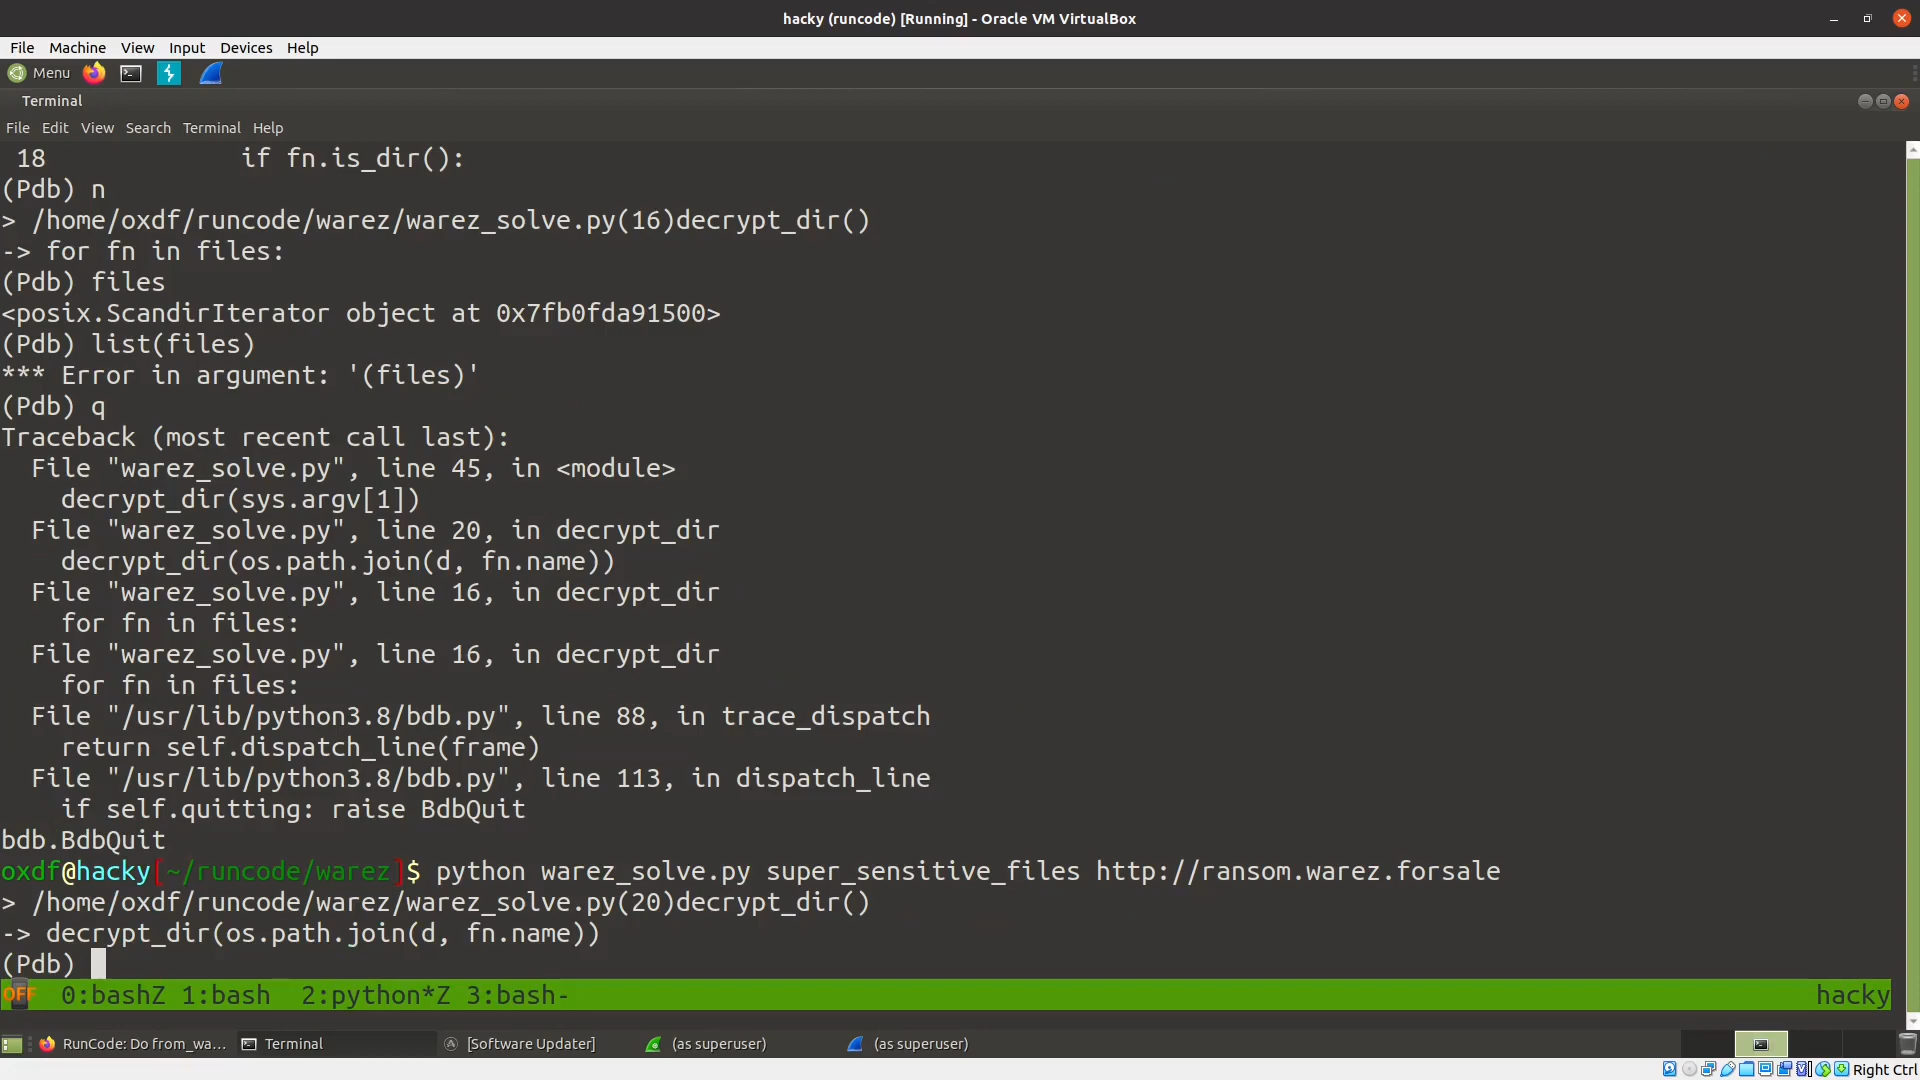 hacky (runcode) [Running] - Oracle VM VirtualBox
File Machine View Input Devices Help
Menu
Terminal
File Edit View Search Terminal Help
 18             if fn.is_dir():
(Pdb) n
> /home/oxdf/runcode/warez/warez_solve.py(16)decrypt_dir()
-> for fn in files:
(Pdb) files
<posix.ScandirIterator object at 0x7fb0fda91500>
(Pdb) list(files)
*** Error in argument: '(files)'
(Pdb) q
Traceback (most recent call last):
  File "warez_solve.py", line 45, in <module>
    decrypt_dir(sys.argv[1])
  File "warez_solve.py", line 20, in decrypt_dir
    decrypt_dir(os.path.join(d, fn.name))
  File "warez_solve.py", line 16, in decrypt_dir
    for fn in files:
  File "warez_solve.py", line 16, in decrypt_dir
    for fn in files:
  File "/usr/lib/python3.8/bdb.py", line 88, in trace_dispatch
    return self.dispatch_line(frame)
  File "/usr/lib/python3.8/bdb.py", line 113, in dispatch_line
    if self.quitting: raise BdbQuit
bdb.BdbQuit
oxdf@hacky[~/runcode/warez]$ python warez_solve.py super_sensitive_files http://ransom.warez.forsale
> /home/oxdf/runcode/warez/warez_solve.py(20)decrypt_dir()
-> decrypt_dir(os.path.join(d, fn.name))
(Pdb)
OFF 0:bashZ 1:bash  2:python*Z 3:bash- hacky
RunCode: Do from_wa... Terminal [Software Updater] (as superuser) (as superuser)
Right Ctrl